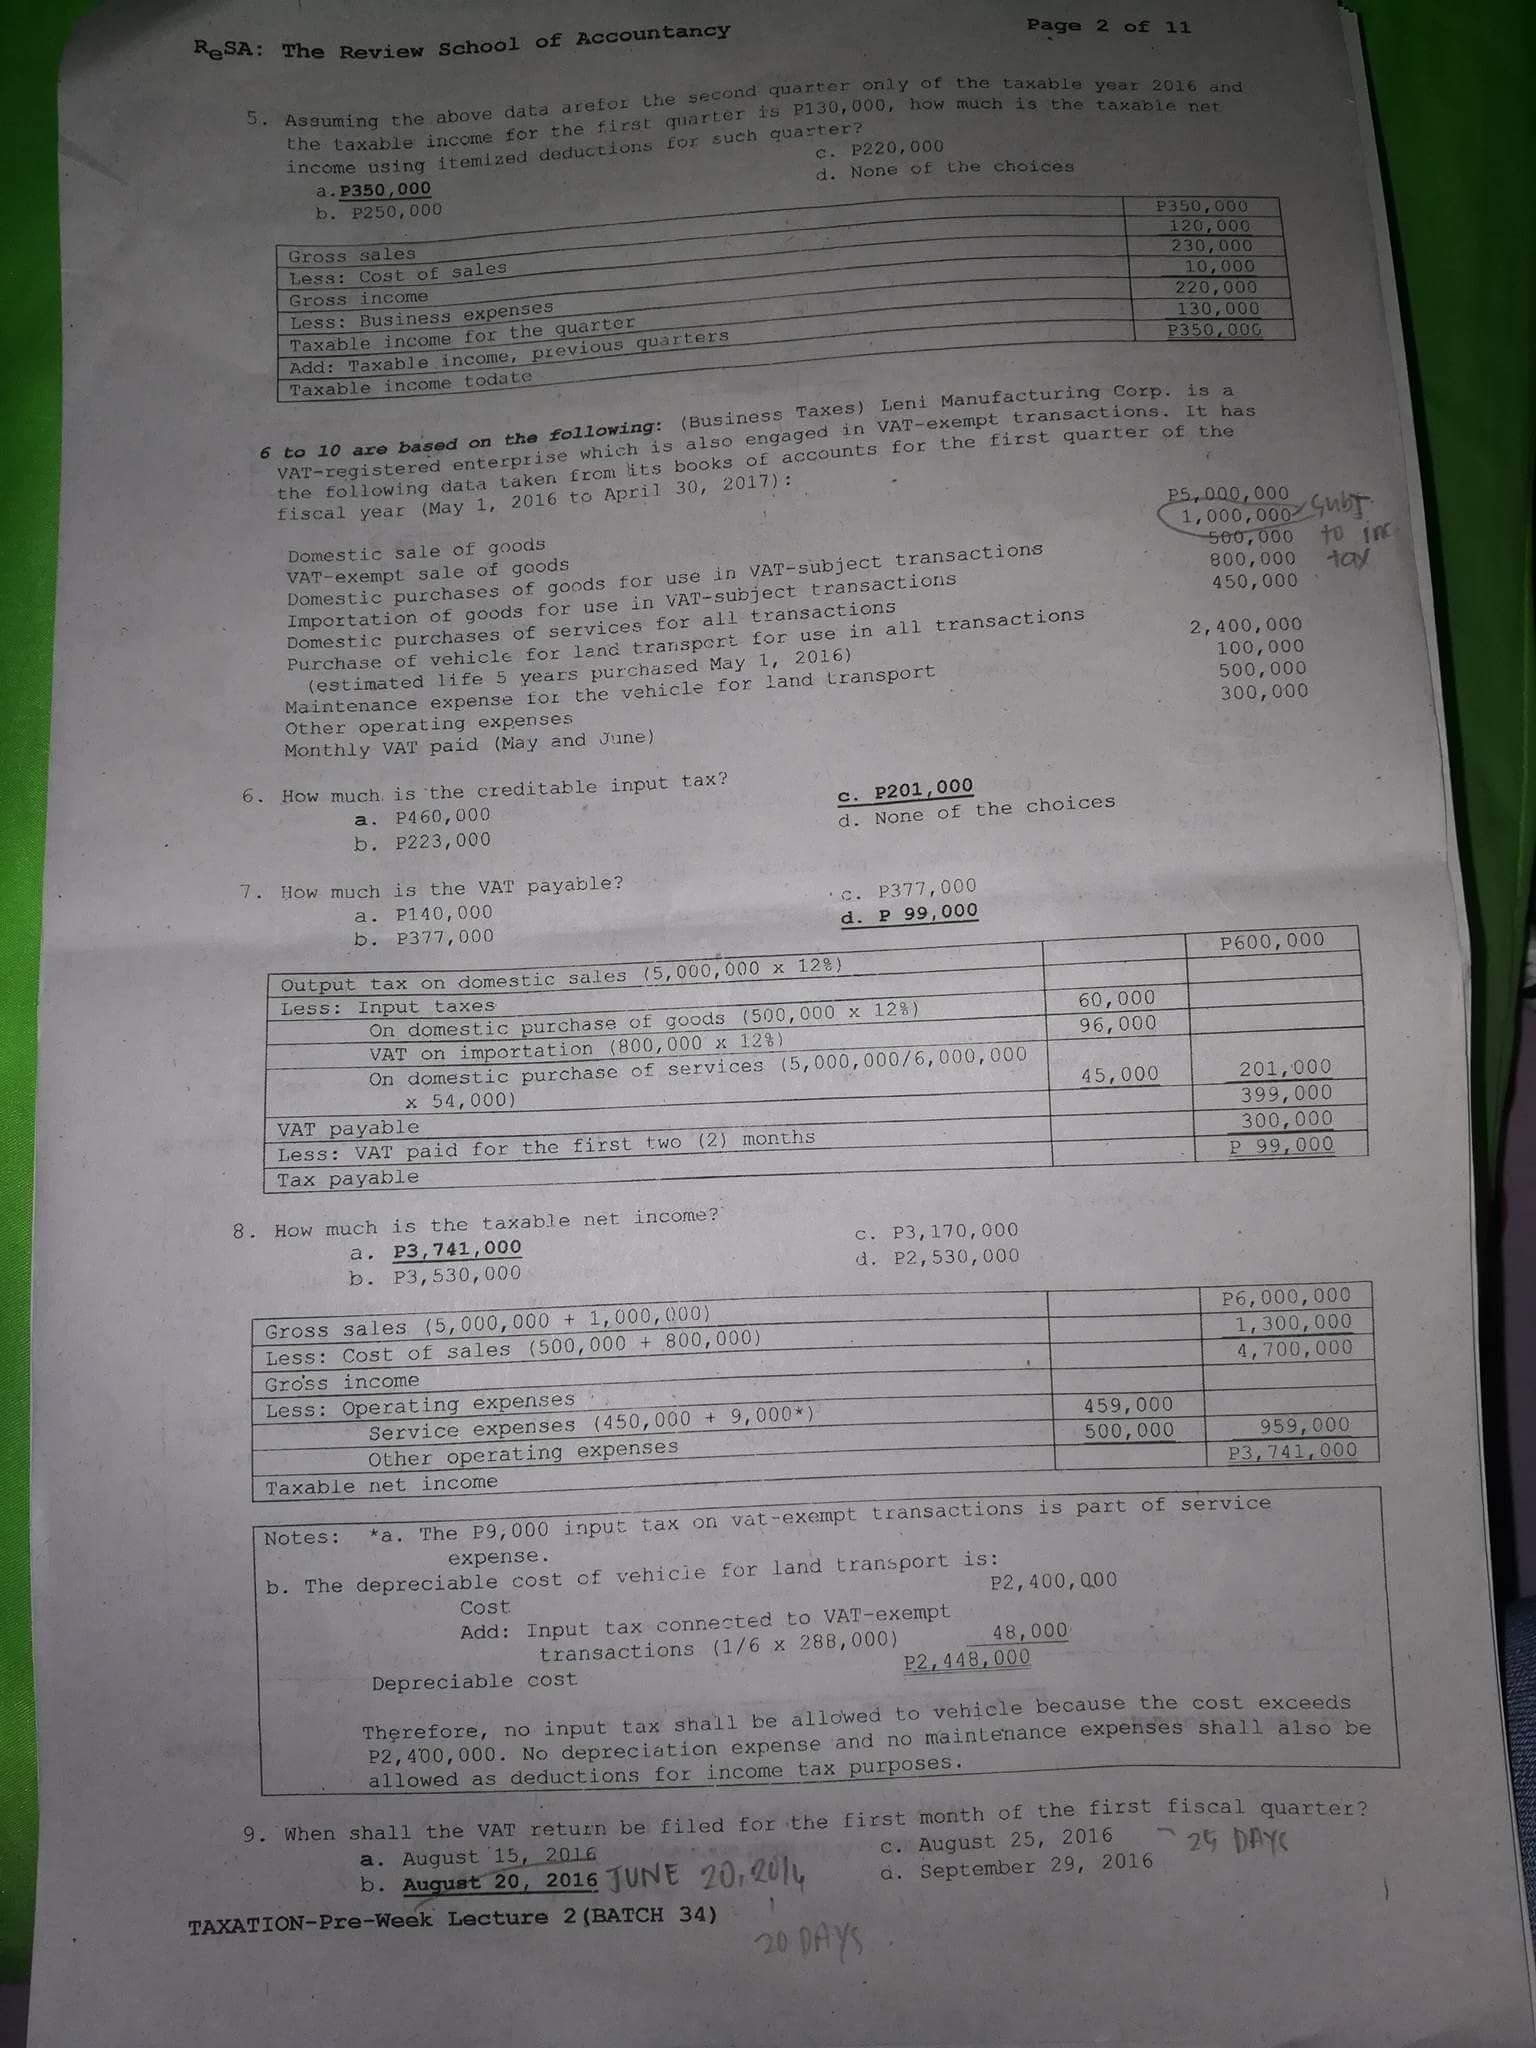 ReSA: The Review School of Accountancy Page 2 of 11
5. Assuming the above data arefor the second quarter only of the taxable year 2016 and
the taxable income for the first quarter is P130,000, how much is the taxable net
income using itemized deductions for such quarter?
a. P350,000 c. P220,000
b. P250,000 d. None of the choices
Gross sales P350,000
Less: Cost of sales 120,000
Gross income 230,000
Less: Business expenses 10,000
Taxable income for the quarter 220,000
Add: Taxable income, previous quarters 130,000
Taxable income todate P350,000
6 to 10 are based on the following: (Business Taxes) Leni Manufacturing Corp. is a
VAT-registered enterprise which is also engaged in VAT-exempt transactions. It has
the following data taken from its books of accounts for the first quarter of the
fiscal year (May 1, 2016 to April 30, 2017):
Domestic sale of goods P5,000,000
VAT-exempt sale of goods 1,000,000 subj.
to inc
tax
Domestic purchases of goods for use in VAT-subject transactions 500,000
Importation of goods for use in VAT-subject transactions 800,000
Domestic purchases of services for all transactions 450,000
Purchase of vehicle for land transport for use in all transactions
(estimated life 5 years purchased May 1, 2016) 2,400,000
Maintenance expense for the vehicle for land transport 100,000
Other operating expenses 500,000
Monthly VAT paid (May and June) 300,000
6. How much is the creditable input tax?
a. P460,000 c. P201,000
b. P223,000 d. None of the choices
7. How much is the VAT payable?
a. P140,000 c. P377,000
b. P377,000 d. P 99,000
Output tax on domestic sales (5,000,000 x 12%) P600,000
Less: Input taxes
On domestic purchase of goods (500,000 x 12%) 60,000
VAT on importation (800,000 x 12%) 96,000
On domestic purchase of services (5,000,000/6,000,000
x 54,000) 45,000 201,000
VAT payable 399,000
Less: VAT paid for the first two (2) months 300,000
Tax payable P 99,000
8. How much is the taxable net income?
a. P3,741,000 c. P3,170,000
b. P3,530,000 d. P2,530,000
Gross sales (5,000,000 + 1,000,000) P6,000,000
Less: Cost of sales (500,000 + 800,000) 1,300,000
Gross income 4,700,000
Less: Operating expenses
Service expenses (450,000 + 9,000*) 459,000
Other operating expenses 500,000 959,000
Taxable net income P3,741,000
Notes: *a. The P9,000 input tax on vat-exempt transactions is part of service
expense.
b. The depreciable cost of vehicle for land transport is:
Cost P2,400,000
Add: Input tax connected to VAT-exempt
transactions (1/6 x 288,000) 48,000
Depreciable cost P2,448,000
Therefore, no input tax shall be allowed to vehicle because the cost exceeds
P2,400,000. No depreciation expense and no maintenance expenses shall also be
allowed as deductions for income tax purposes.
9. When shall the VAT return be filed for the first month of the first fiscal quarter?
a. August 15, 2016 c. August 25, 2016 25 DAYS
b. August 20, 2016 JUNE 20, 2016 d. September 29, 2016
20 DAYS
TAXATION-Pre-Week Lecture 2(BATCH 34)